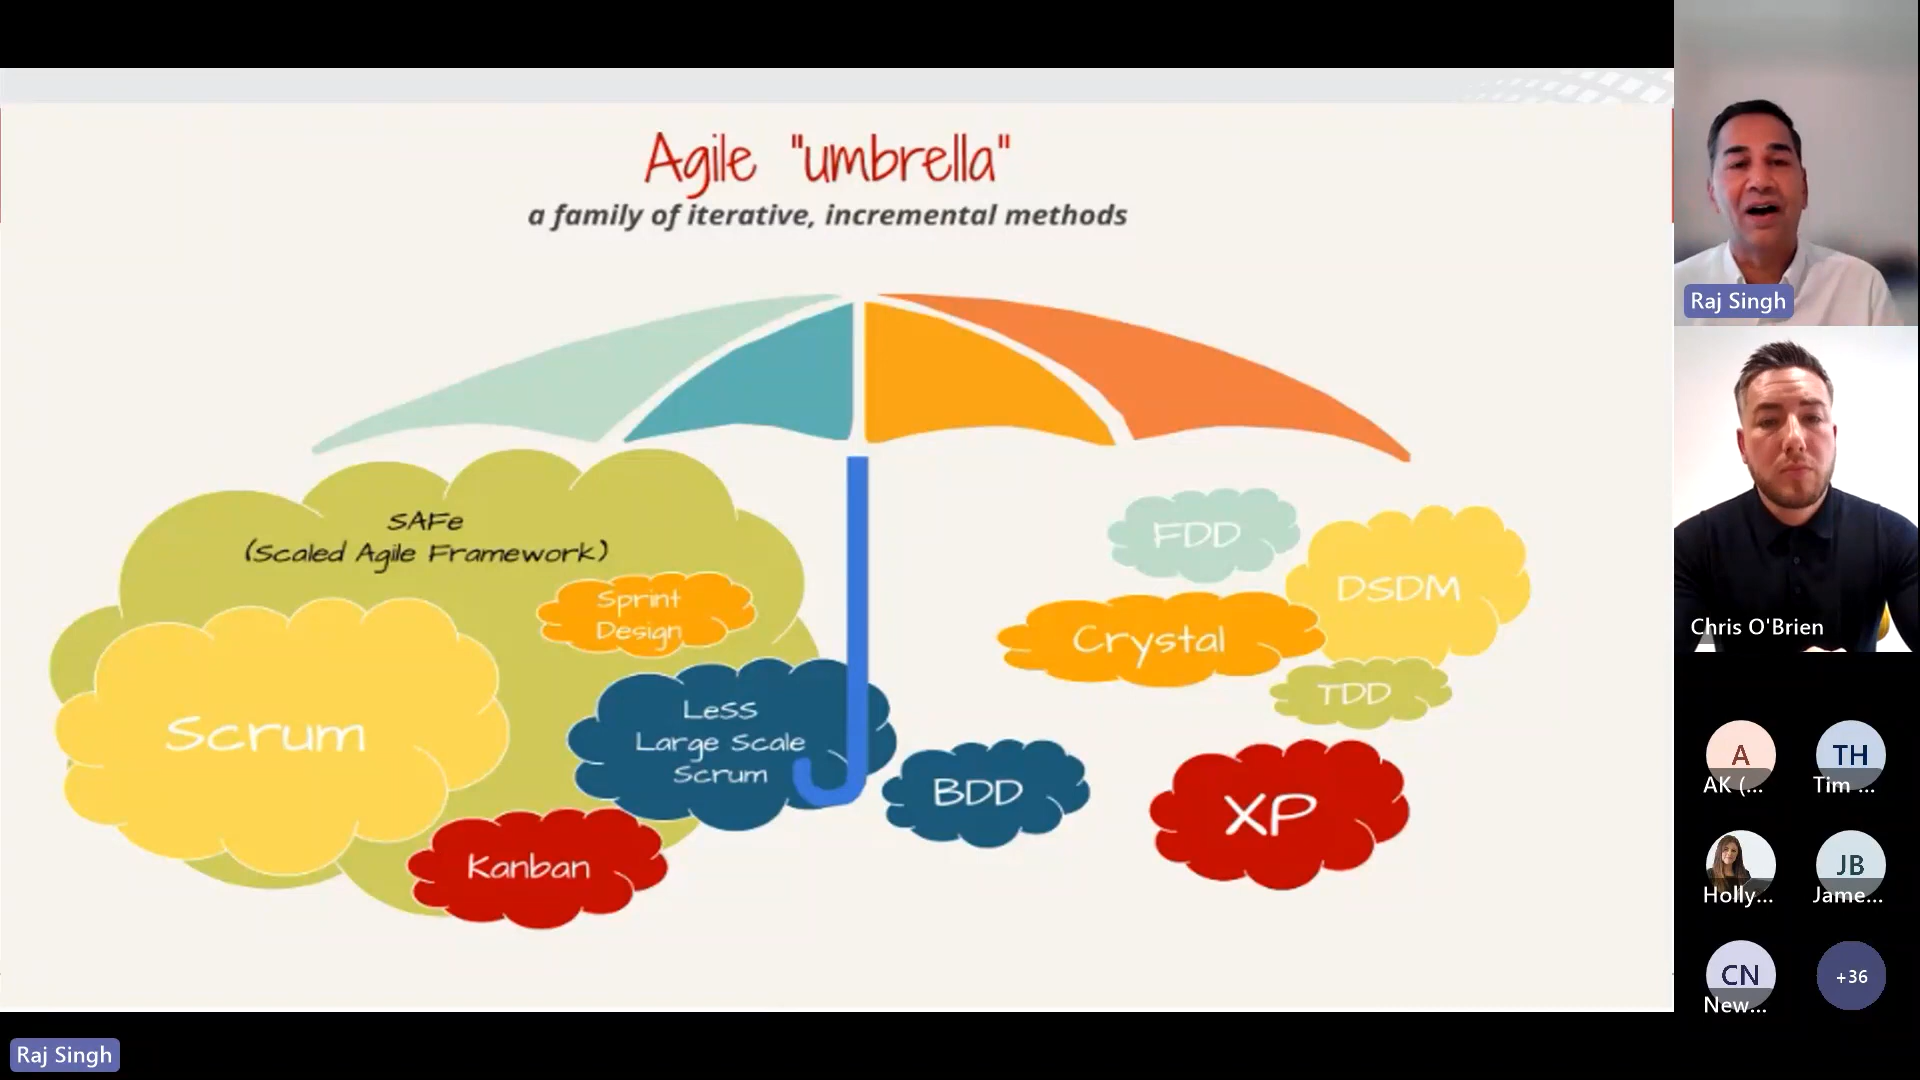 Agile "umbrella"
a family of iterative, incremental methods
SAFe
(Scaled Agile Framework)
Sprint
Design
Scrum
LeSS
Large Scale
Scrum
Kanban
BDD
FDD
DSDM
Crystal
TDD
XP
Raj Singh
Chris O'Brien
A
AK (...
TH
Tim ...
Holly...
JB
Jame...
CN
New...
+36
Raj Singh